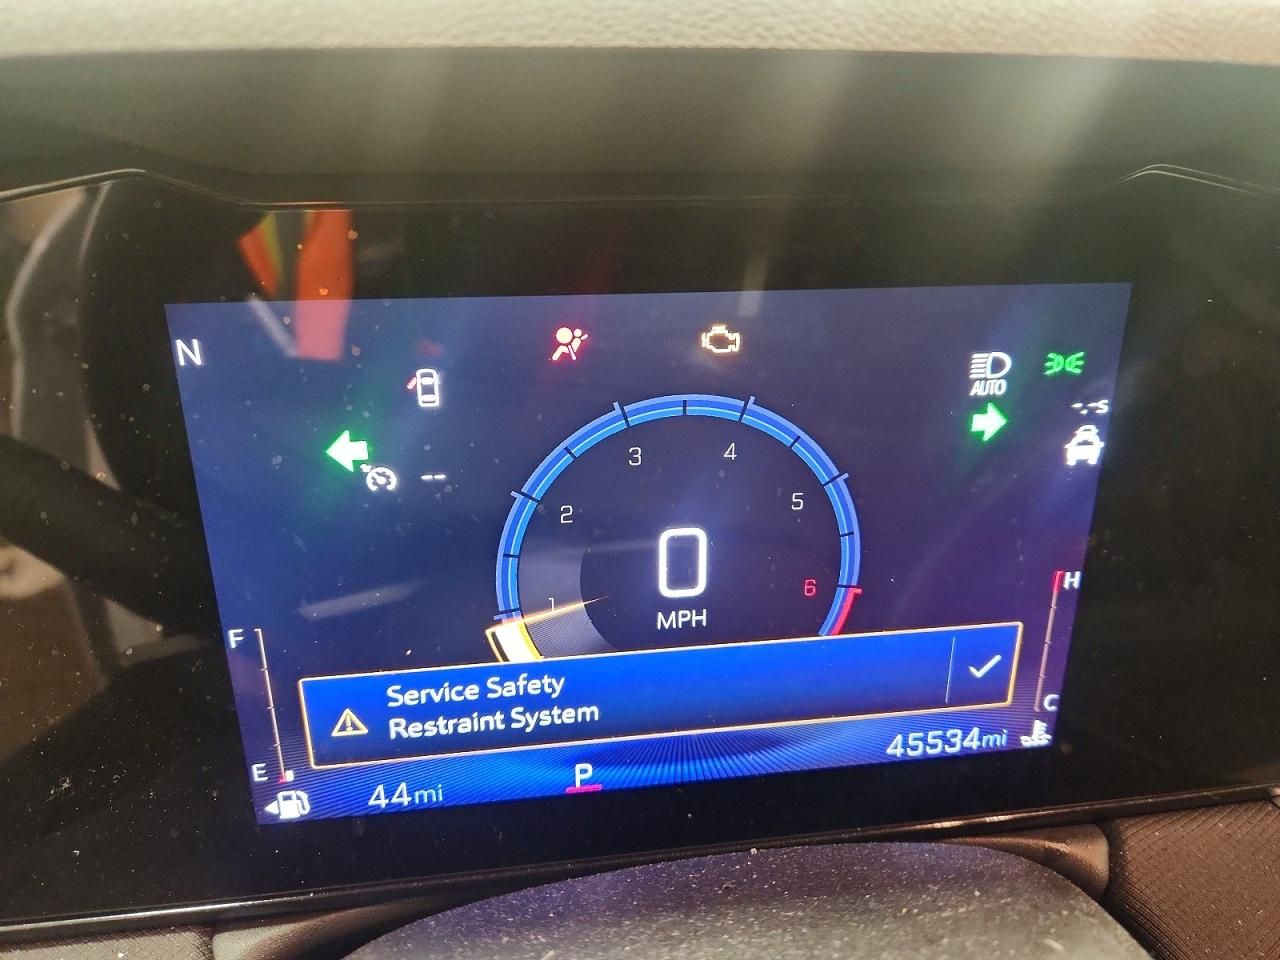 N
AUTO
-.-s
--
3
4
2
5
1
6
0
MPH
H
F
Service Safety
Restraint System
C
E
45534mi
44mi
P